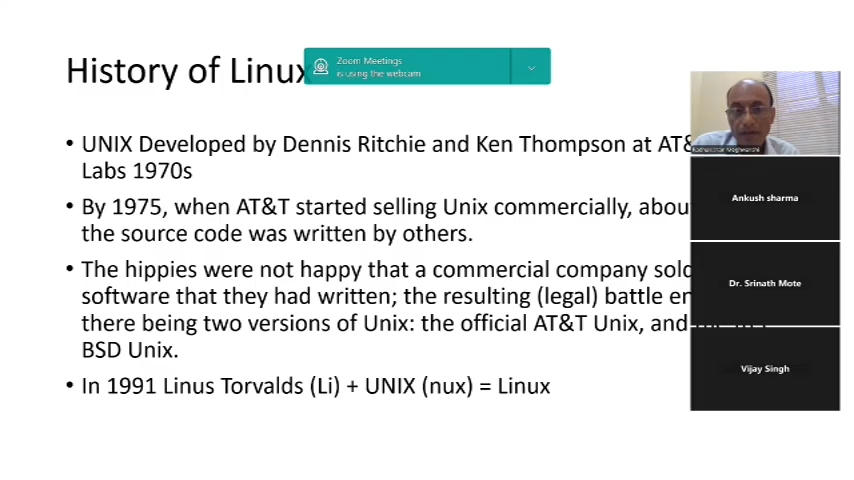 History of Linux
Zoom Meetings
is using the webcam
• UNIX Developed by Dennis Ritchie and Ken Thompson at AT&
Labs 1970s
• By 1975, when AT&T started selling Unix commercially, abou
the source code was written by others.
• The hippies were not happy that a commercial company sold
software that they had written; the resulting (legal) battle en
there being two versions of Unix: the official AT&T Unix, and
BSD Unix.
• In 1991 Linus Torvalds (Li) + UNIX (nux) = Linux
Ankush sharma
Dr. Srinath Mote
Vijay Singh